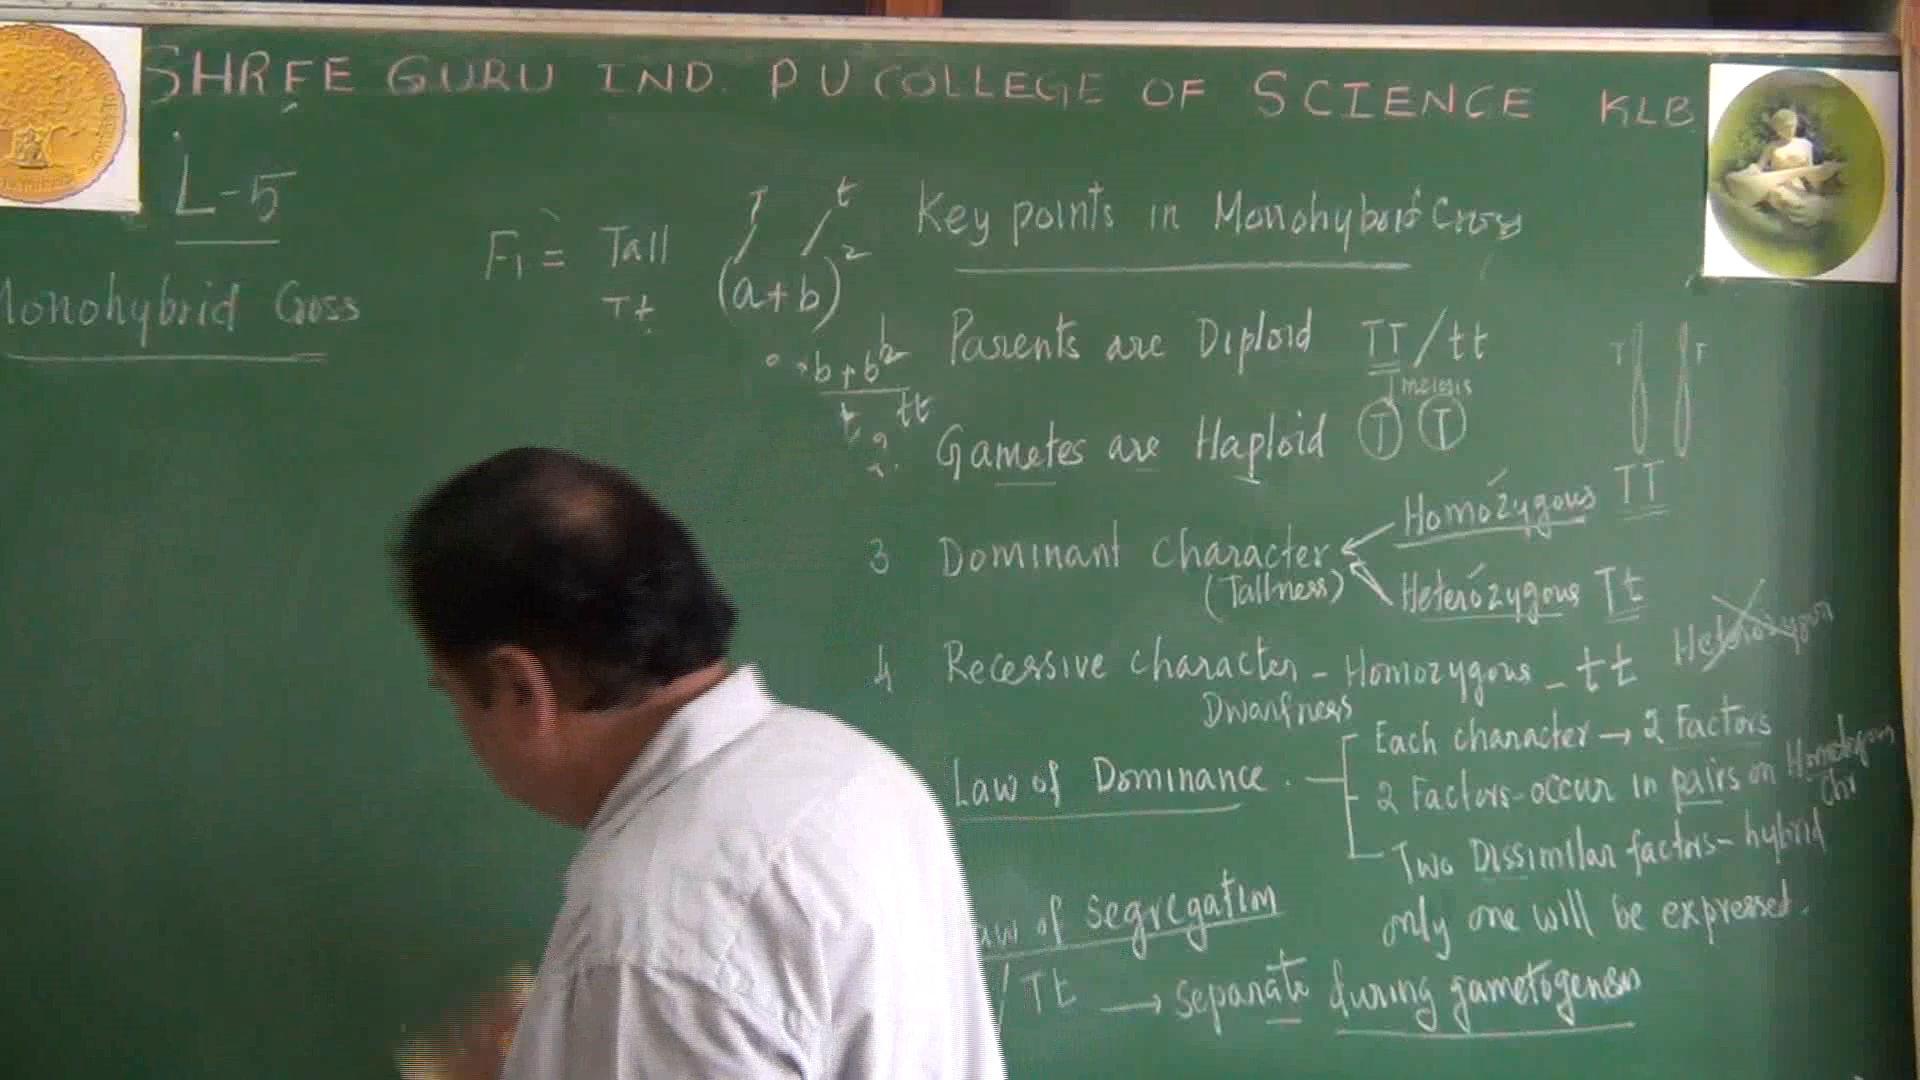 SHREE GURU IND. PU COLLEGE OF SCIENCE KLB
L-5
Monohybrid Cross
F1 = Tall
Tt
T t
(a+b)2
b+b2
tt
Key points in Monohybrid Cross
Parents are Diploid TT/tt
meiosis
2. Gametes are Haploid T T
TT
3 Dominant character
(Tallness)
Homozygous TT
Heterozygous Tt
4 Recessive character - Homozygous - tt Heterozygous
Dwarfness
Law of Dominance. - Each character → 2 Factors
2 Factors - occur in pairs on Homologous Chr
Two Dissimilar factors - hybrid
only one will be expressed.
aw of segregation
/ Tt → separate during gametogenesis